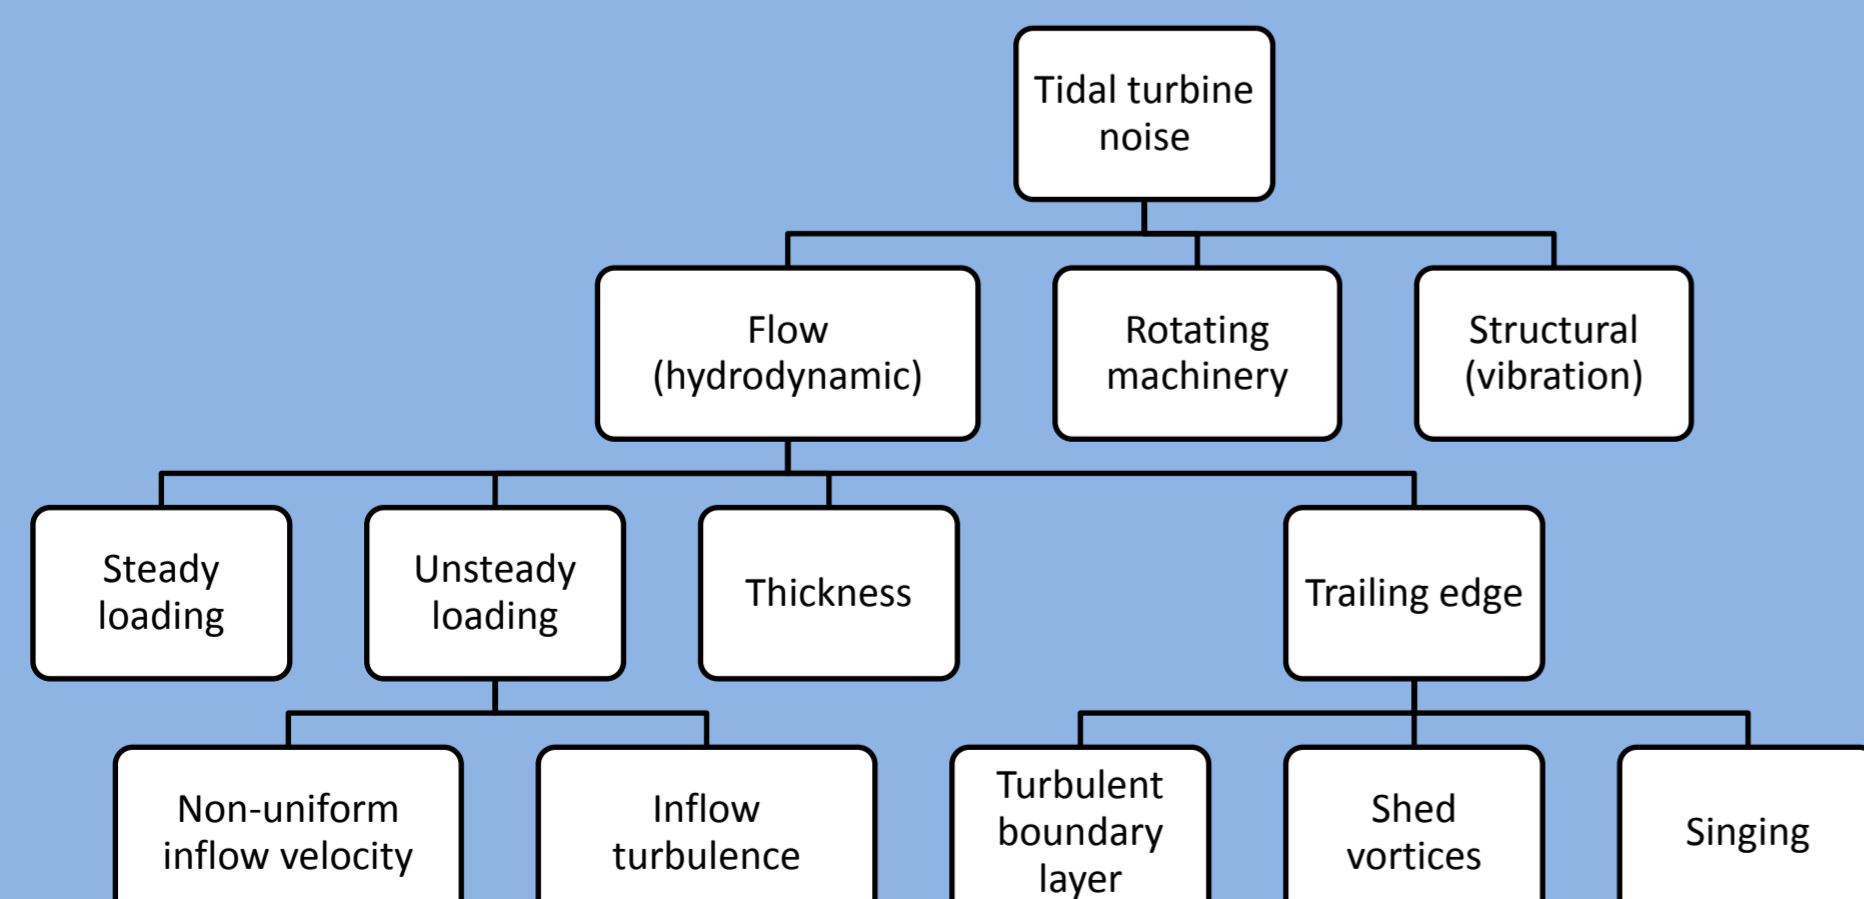 Tidal turbine
noise
Flow
(hydrodynamic)
Rotating
machinery
Structural
(vibration)
Steady
loading
Unsteady
loading
Thickness
Trailing edge
Non-uniform
inflow velocity
Inflow
turbulence
Turbulent
boundary
layer
Shed
vortices
Singing